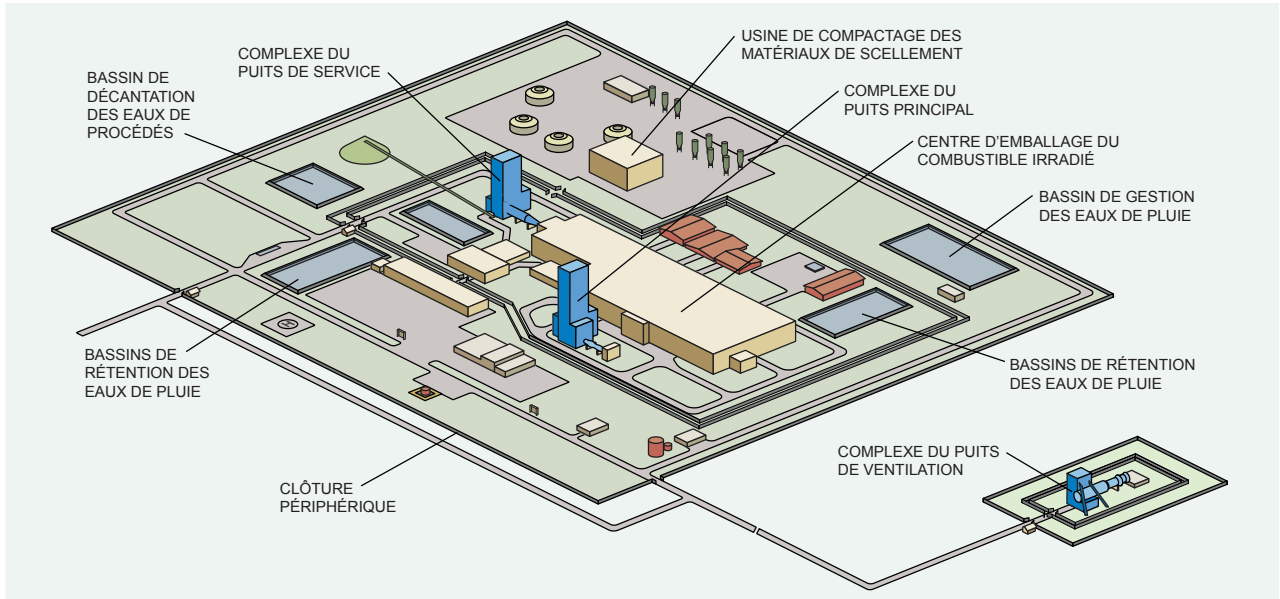 USINE DE COMPACTAGE DES
MATÉRIAUX DE SCELLEMENT
COMPLEXE DU
PUITS DE SERVICE
BASSIN DE
DÉCANTATION
DES EAUX DE
PROCÉDÉS
COMPLEXE DU
PUITS PRINCIPAL
CENTRE D'EMBALLAGE DU
COMBUSTIBLE IRRADIÉ
BASSIN DE GESTION
DES EAUX DE PLUIE
H
BASSINS DE
RÉTENTION DES
EAUX DE PLUIE
BASSINS DE RÉTENTION
DES EAUX DE PLUIE
COMPLEXE DU PUITS
DE VENTILATION
CLÔTURE
PÉRIPHÉRIQUE